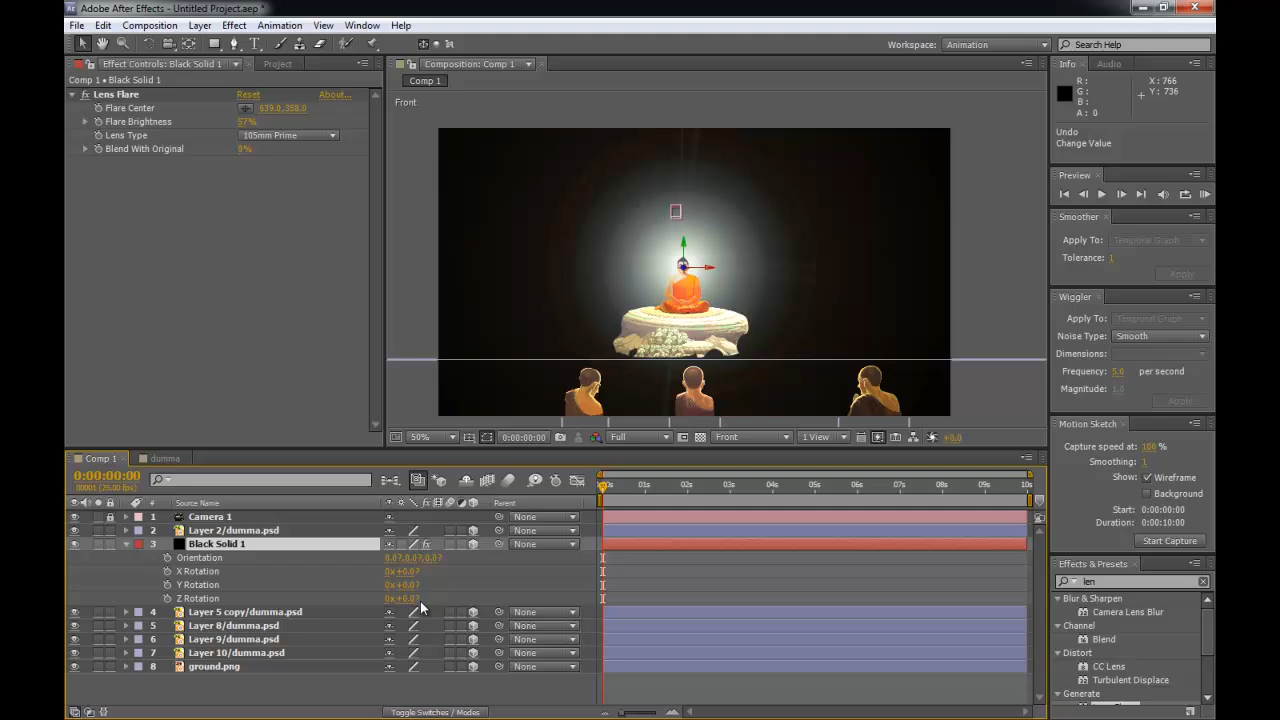 Adobe After Effects - Untitled Project.aep *
File Edit Composition Layer Effect Animation View Window Help
Workspace: Animation Search Help
Effect Controls: Black Solid 1 Project
Comp 1 • Black Solid 1
Lens Flare Reset About...
Flare Center 639.0,358.0
Flare Brightness 57%
Lens Type 105mm Prime
Blend With Original 0%
Composition: Comp 1
Comp 1
Front
50% 0:00:00:00 Full Front 1 View +0.0
Info Audio
R: X: 766
G: Y: 736
B:
A: 0
Undo
Change Value
Preview
Smoother
Apply To: Temporal Graph
Tolerance: 1
Apply
Wiggler
Apply To: Temporal Graph
Noise Type: Smooth
Dimensions:
Frequency: 5.0 per second
Magnitude: 1.0
Apply
Motion Sketch
Capture speed at: 100 %
Smoothing: 1
Show: Wireframe
Background
Start: 0:00:00:00
Duration: 0:00:10:00
Start Capture
Effects & Presets
len
Blur & Sharpen
Camera Lens Blur
Channel
Blend
Distort
CC Lens
Turbulent Displace
Generate
Comp 1 dumma
0:00:00:00
00001 (25.00 fps)
01s 02s 03s 04s 05s 06s 07s 08s 09s 10s
# Source Name Parent
1 Camera 1 None
2 Layer 2/dumma.psd None
3 Black Solid 1 None
Orientation 0.0?,0.0?,0.0?
X Rotation 0x+0.0?
Y Rotation 0x+0.0?
Z Rotation 0x+0.0?
4 Layer 5 copy/dumma.psd None
5 Layer 8/dumma.psd None
6 Layer 9/dumma.psd None
7 Layer 10/dumma.psd None
8 ground.png None
Toggle Switches / Modes